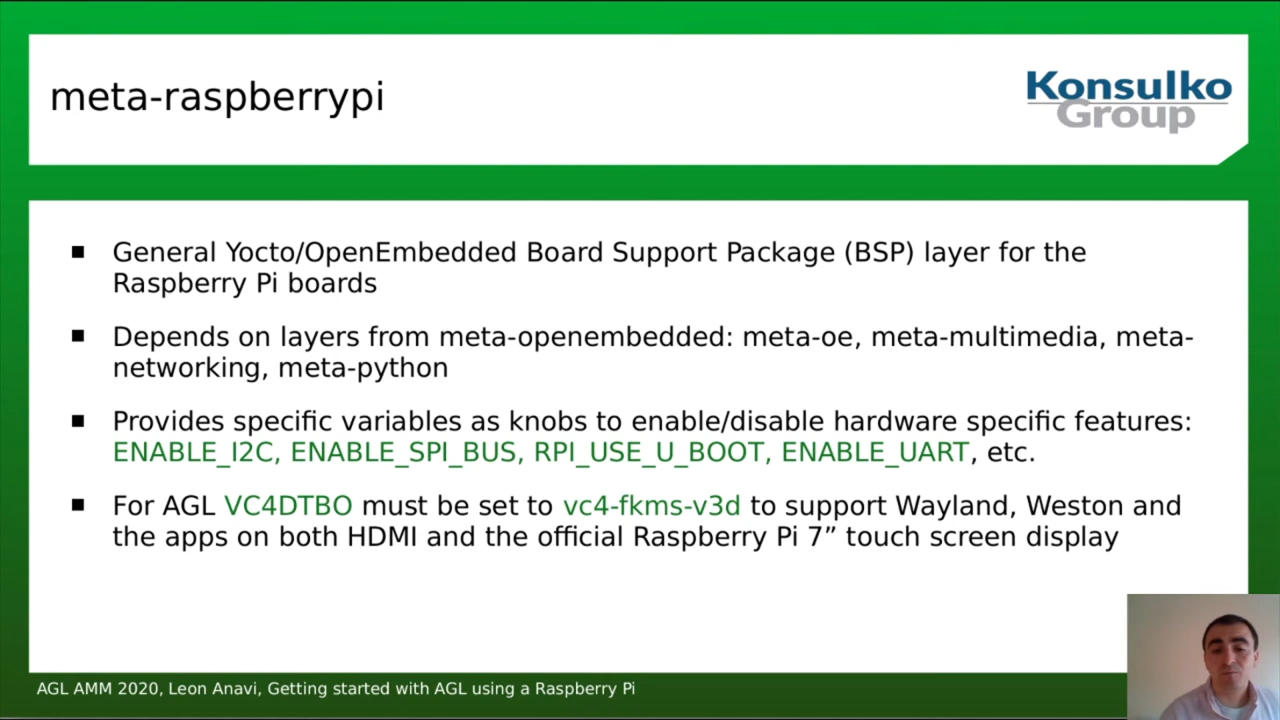 meta-raspberrypi
Konsulko
Group
General Yocto/OpenEmbedded Board Support Package (BSP) layer for the
Raspberry Pi boards
Depends on layers from meta-openembedded: meta-oe, meta-multimedia, meta-
networking, meta-python
Provides specific variables as knobs to enable/disable hardware specific features:
ENABLE_I2C, ENABLE_SPI_BUS, RPI_USE_U_BOOT, ENABLE_UART, etc.
For AGL VC4DTBO must be set to vc4-fkms-v3d to support Wayland, Weston and
the apps on both HDMI and the official Raspberry Pi 7” touch screen display
AGL AMM 2020, Leon Anavi, Getting started with AGL using a Raspberry Pi